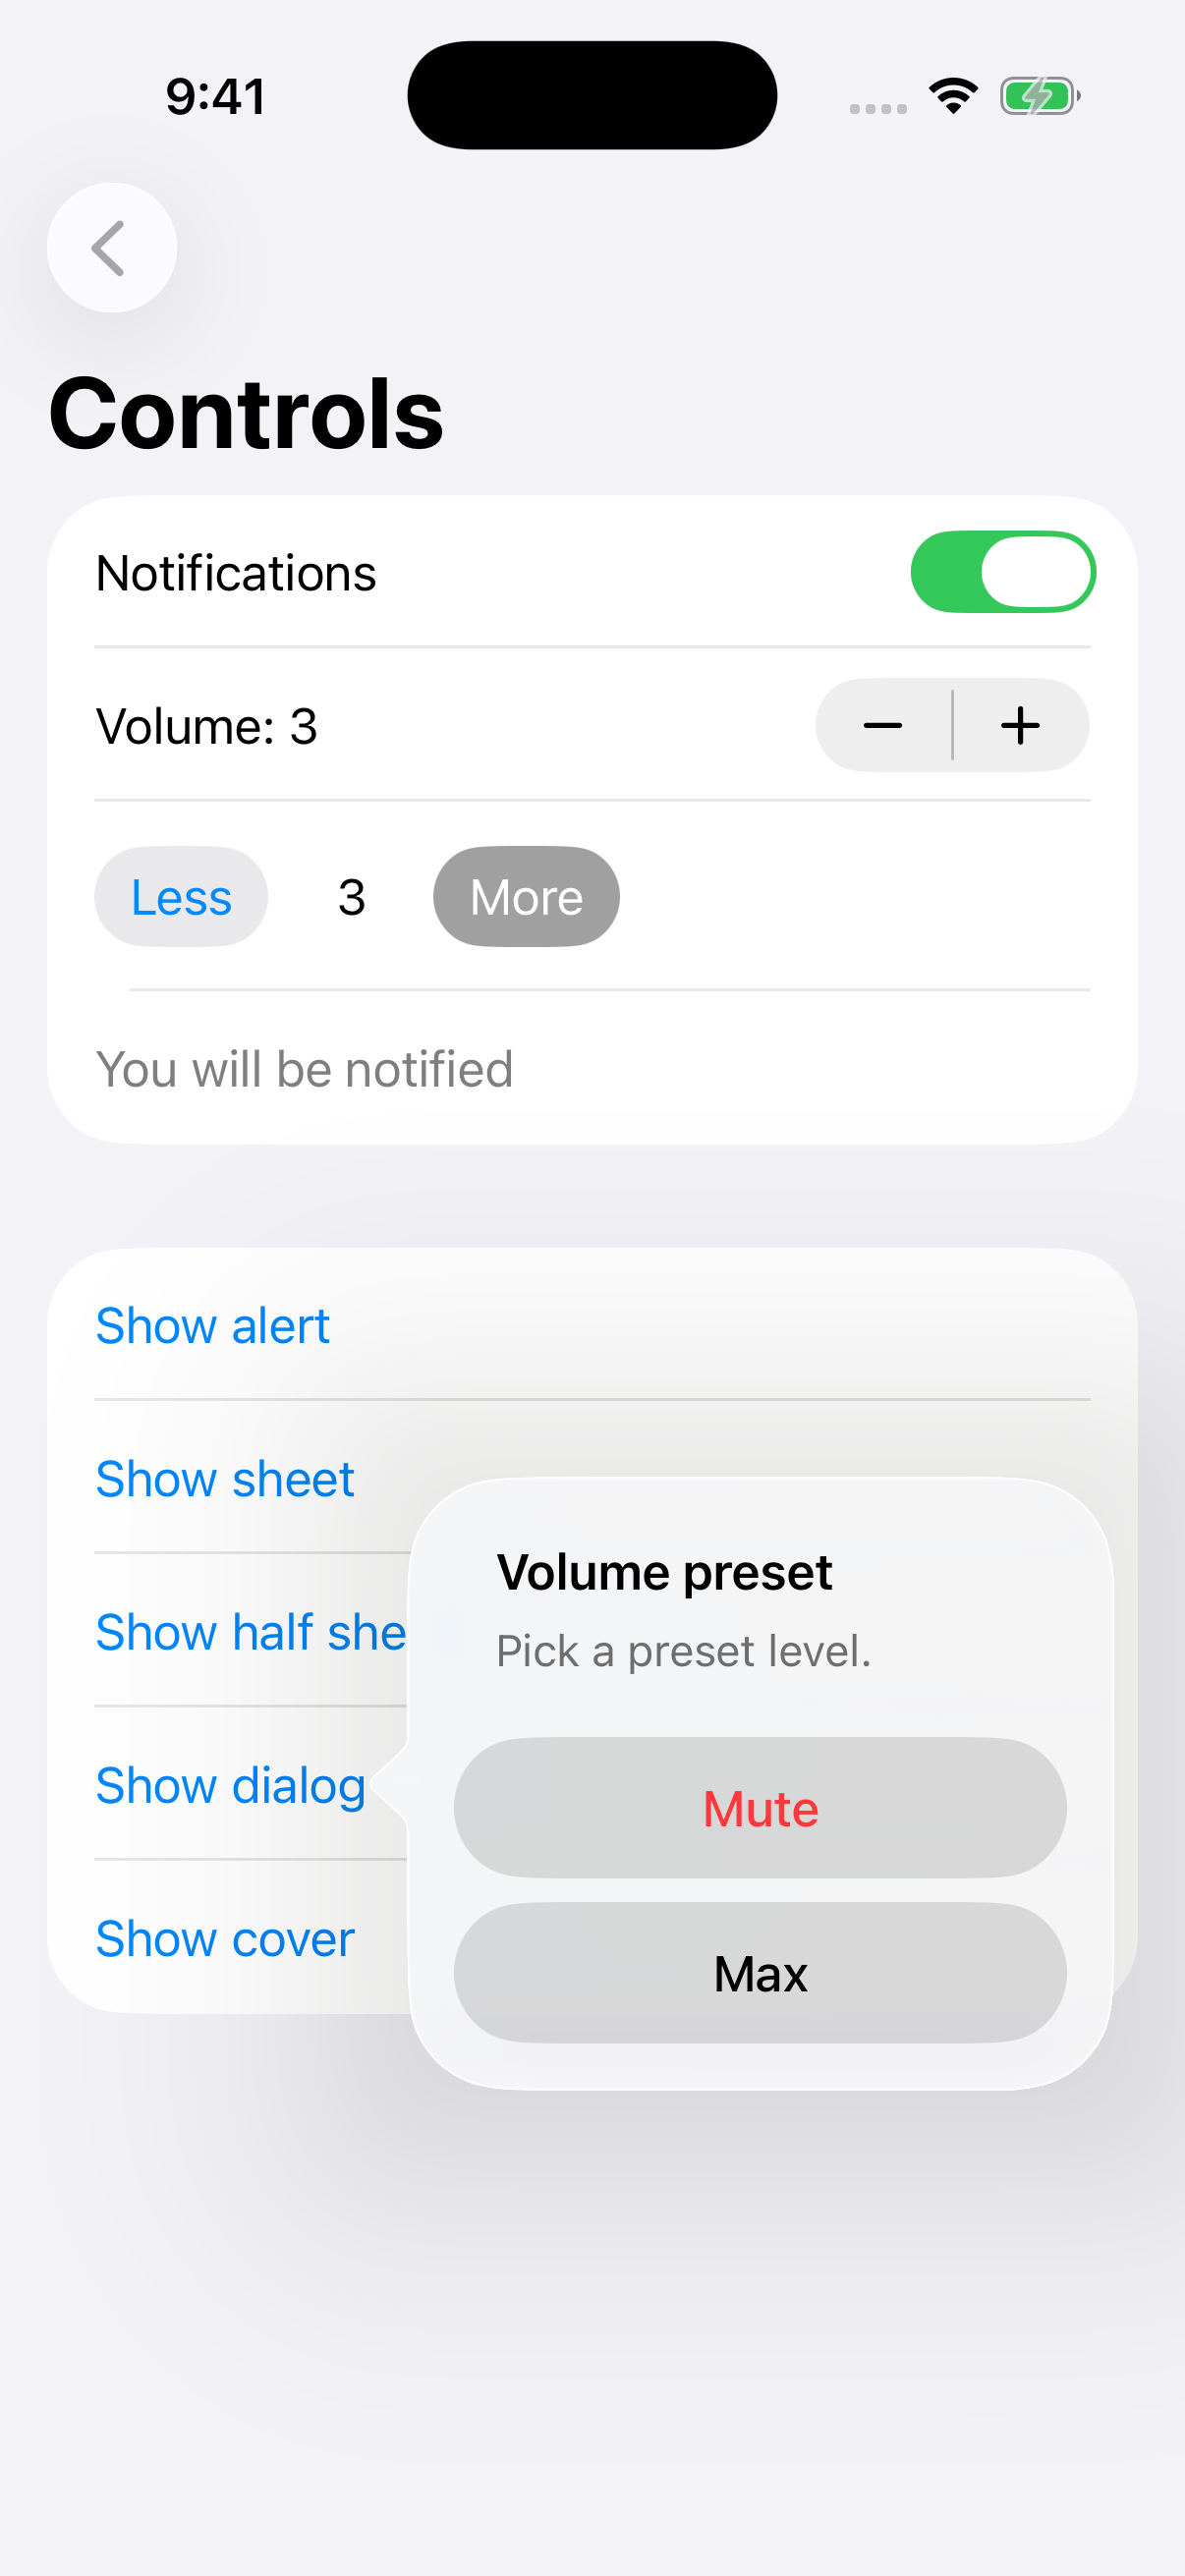 9:41
Controls
Notifications
Volume: 3
Less 3 More
You will be notified
Show alert
Show sheet
Show half she
Show dialog
Show cover
Volume preset
Pick a preset level.
Mute
Max